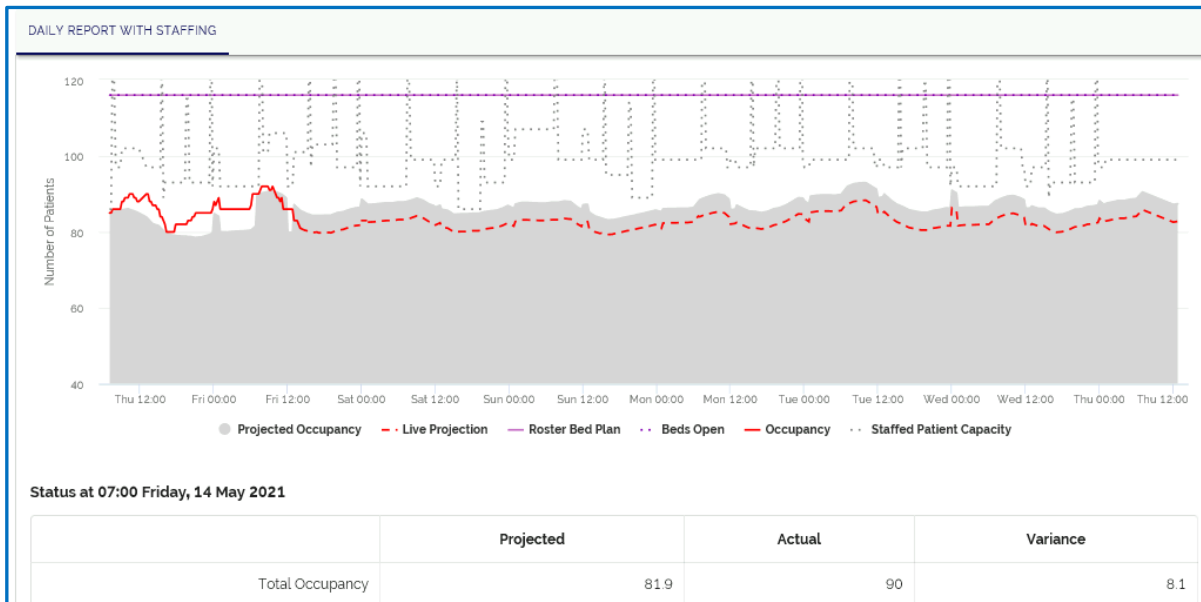 DAILY REPORT WITH STAFFING
120
100
80
60
40
Number of Patients
Thu 12:00 Fri 00:00 Fri 12:00 Sat 00:00 Sat 12:00 Sun 00:00 Sun 12:00 Mon 00:00 Mon 12:00 Tue 00:00 Tue 12:00 Wed 00:00 Wed 12:00 Thu 00:00 Thu 12:00
Projected Occupancy Live Projection Roster Bed Plan Beds Open Occupancy Staffed Patient Capacity
Status at 07:00 Friday, 14 May 2021
Projected Actual Variance
Total Occupancy 81.9 90 8.1